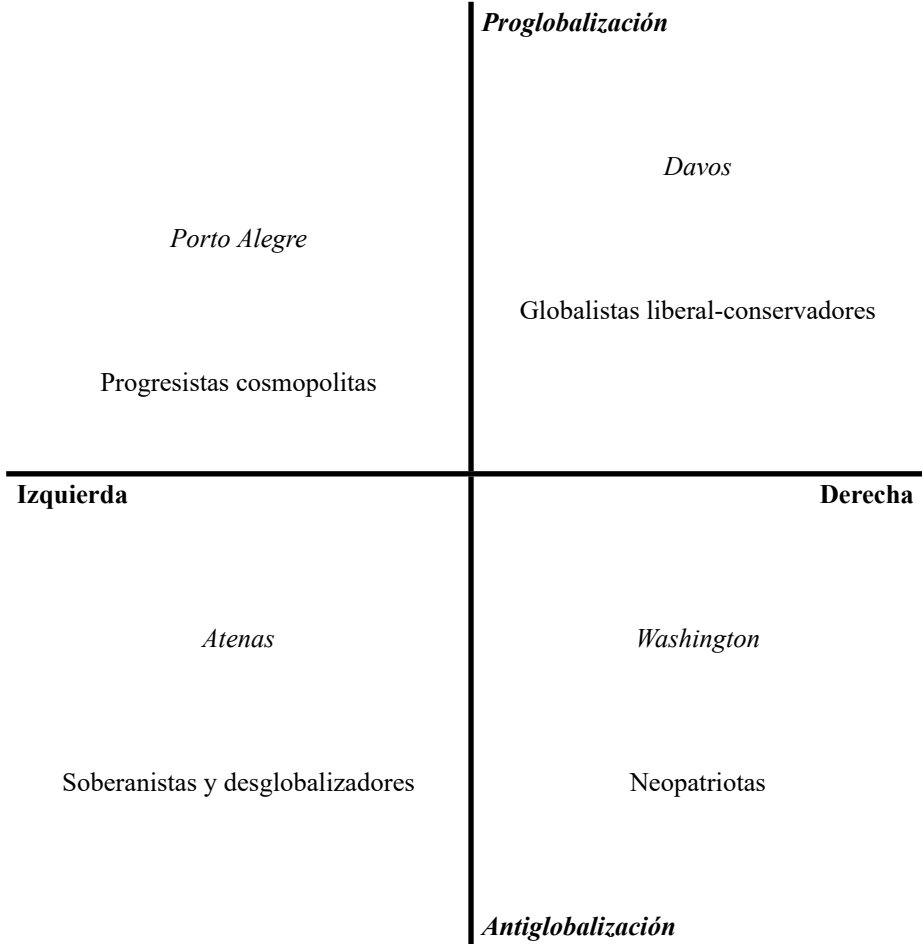 Proglobalización
Davos
Porto Alegre
Globalistas liberal-conservadores
Progresistas cosmopolitas
Izquierda
Derecha
Atenas
Washington
Soberanistas y desglobalizadores
Neopatriotas
Antiglobalización